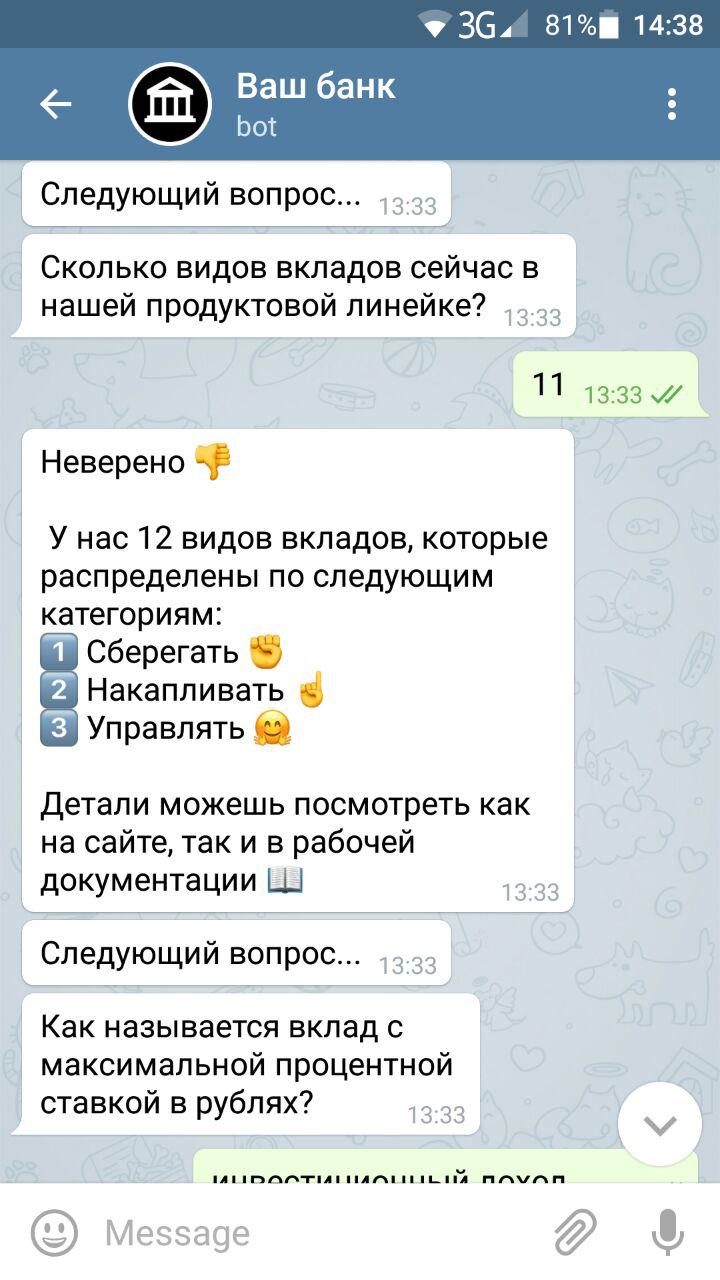 3G 81% 14:38
Ваш банк
bot
Следующий вопрос... 13:33
Сколько видов вкладов сейчас в
нашей продуктовой линейке? 13:33
11 13:33
Неверено 👎
У нас 12 видов вкладов, которые
распределены по следующим
категориям:
1️⃣ Сберегать ✊
2️⃣ Накапливать ☝
3️⃣ Управлять 🤗
Детали можешь посмотреть как
на сайте, так и в рабочей
документации 📖 13:33
Следующий вопрос... 13:33
Как называется вклад с
максимальной процентной
ставкой в рублях? 13:33
инвестиционный доход
Message